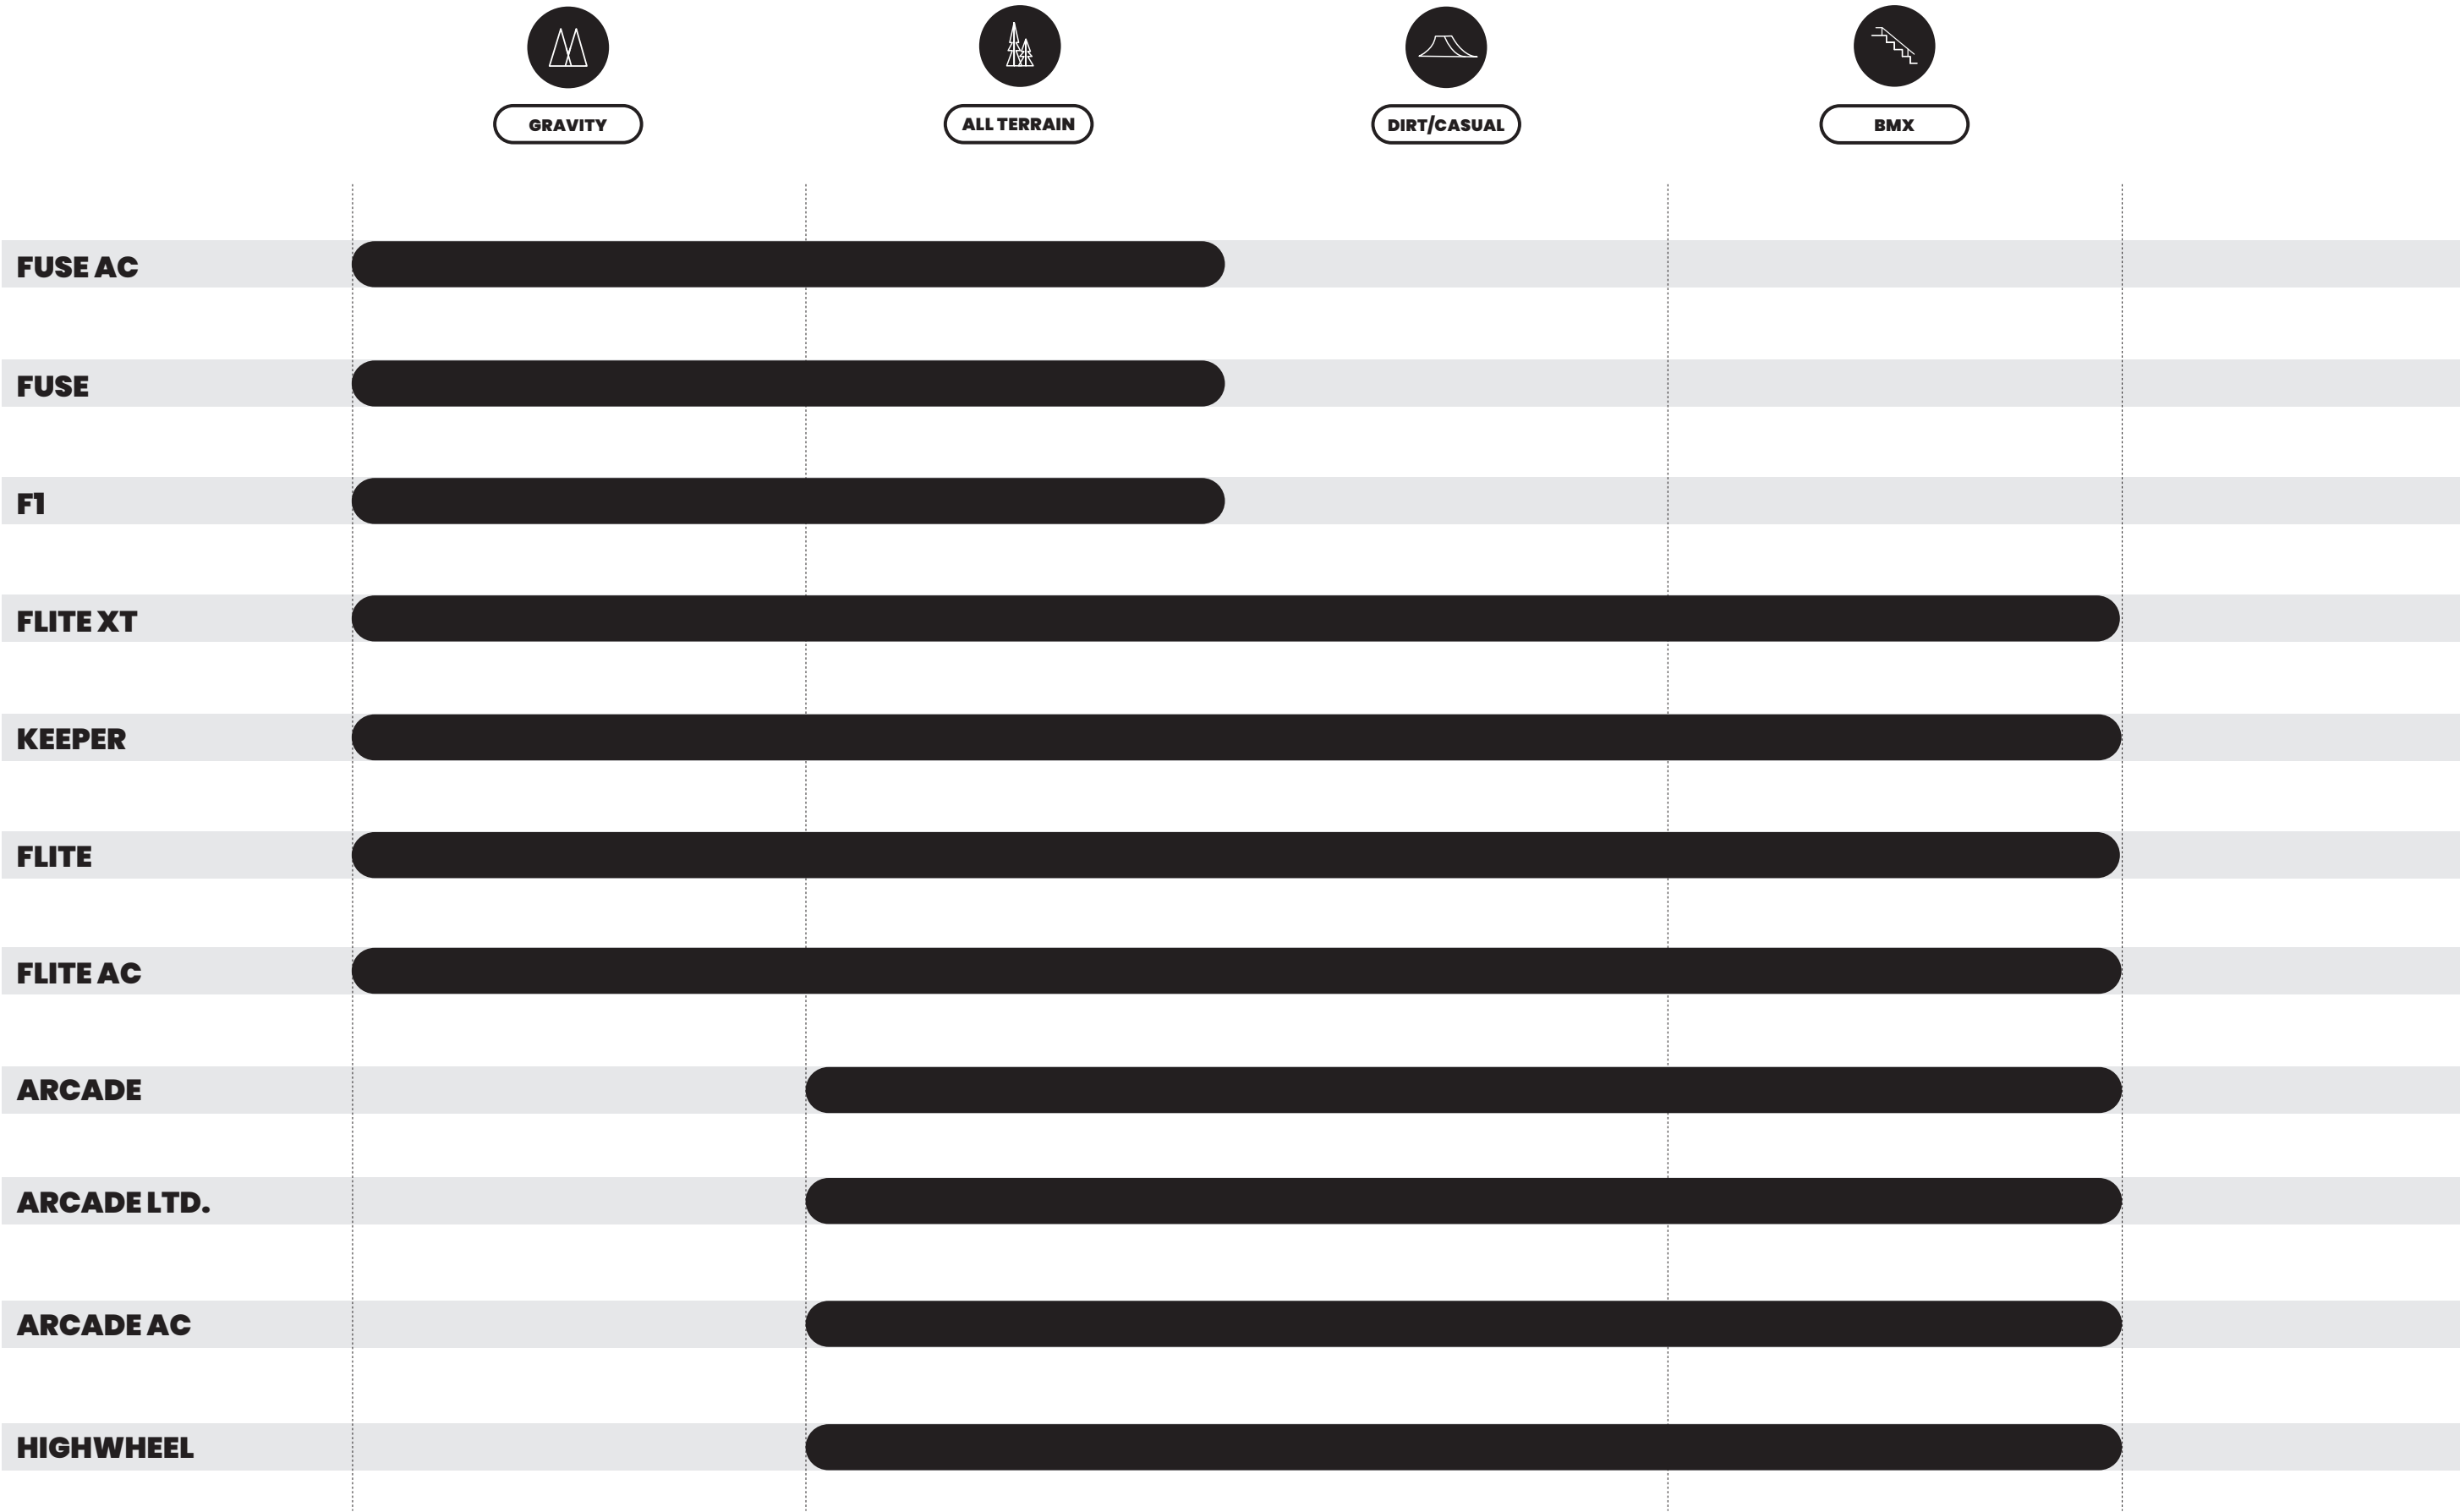 GRAVITY
ALL TERRAIN
DIRT/CASUAL
BMX
FUSE AC
FUSE
F1
FLITE XT
KEEPER
FLITE
FLITE AC
ARCADE
ARCADE LTD.
ARCADE AC
HIGHWHEEL